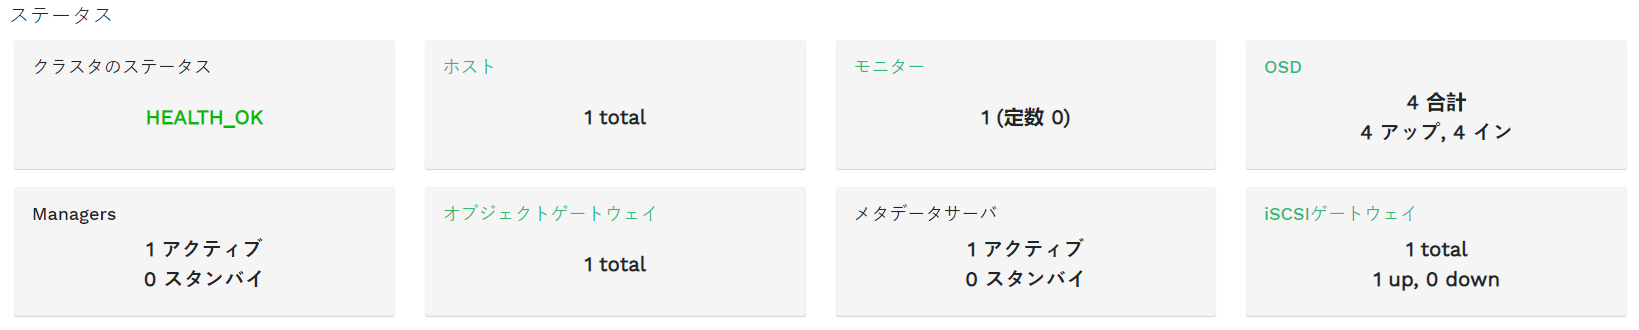 ステータス
クラスタのステータス
HEALTH_OK
ホスト
1 total
モニター
1 (定数 0)
OSD
4 合計
4 アップ, 4 イン
Managers
1 アクティブ
0 スタンバイ
オブジェクトゲートウェイ
1 total
メタデータサーバ
1 アクティブ
0 スタンバイ
iSCSIゲートウェイ
1 total
1 up, 0 down